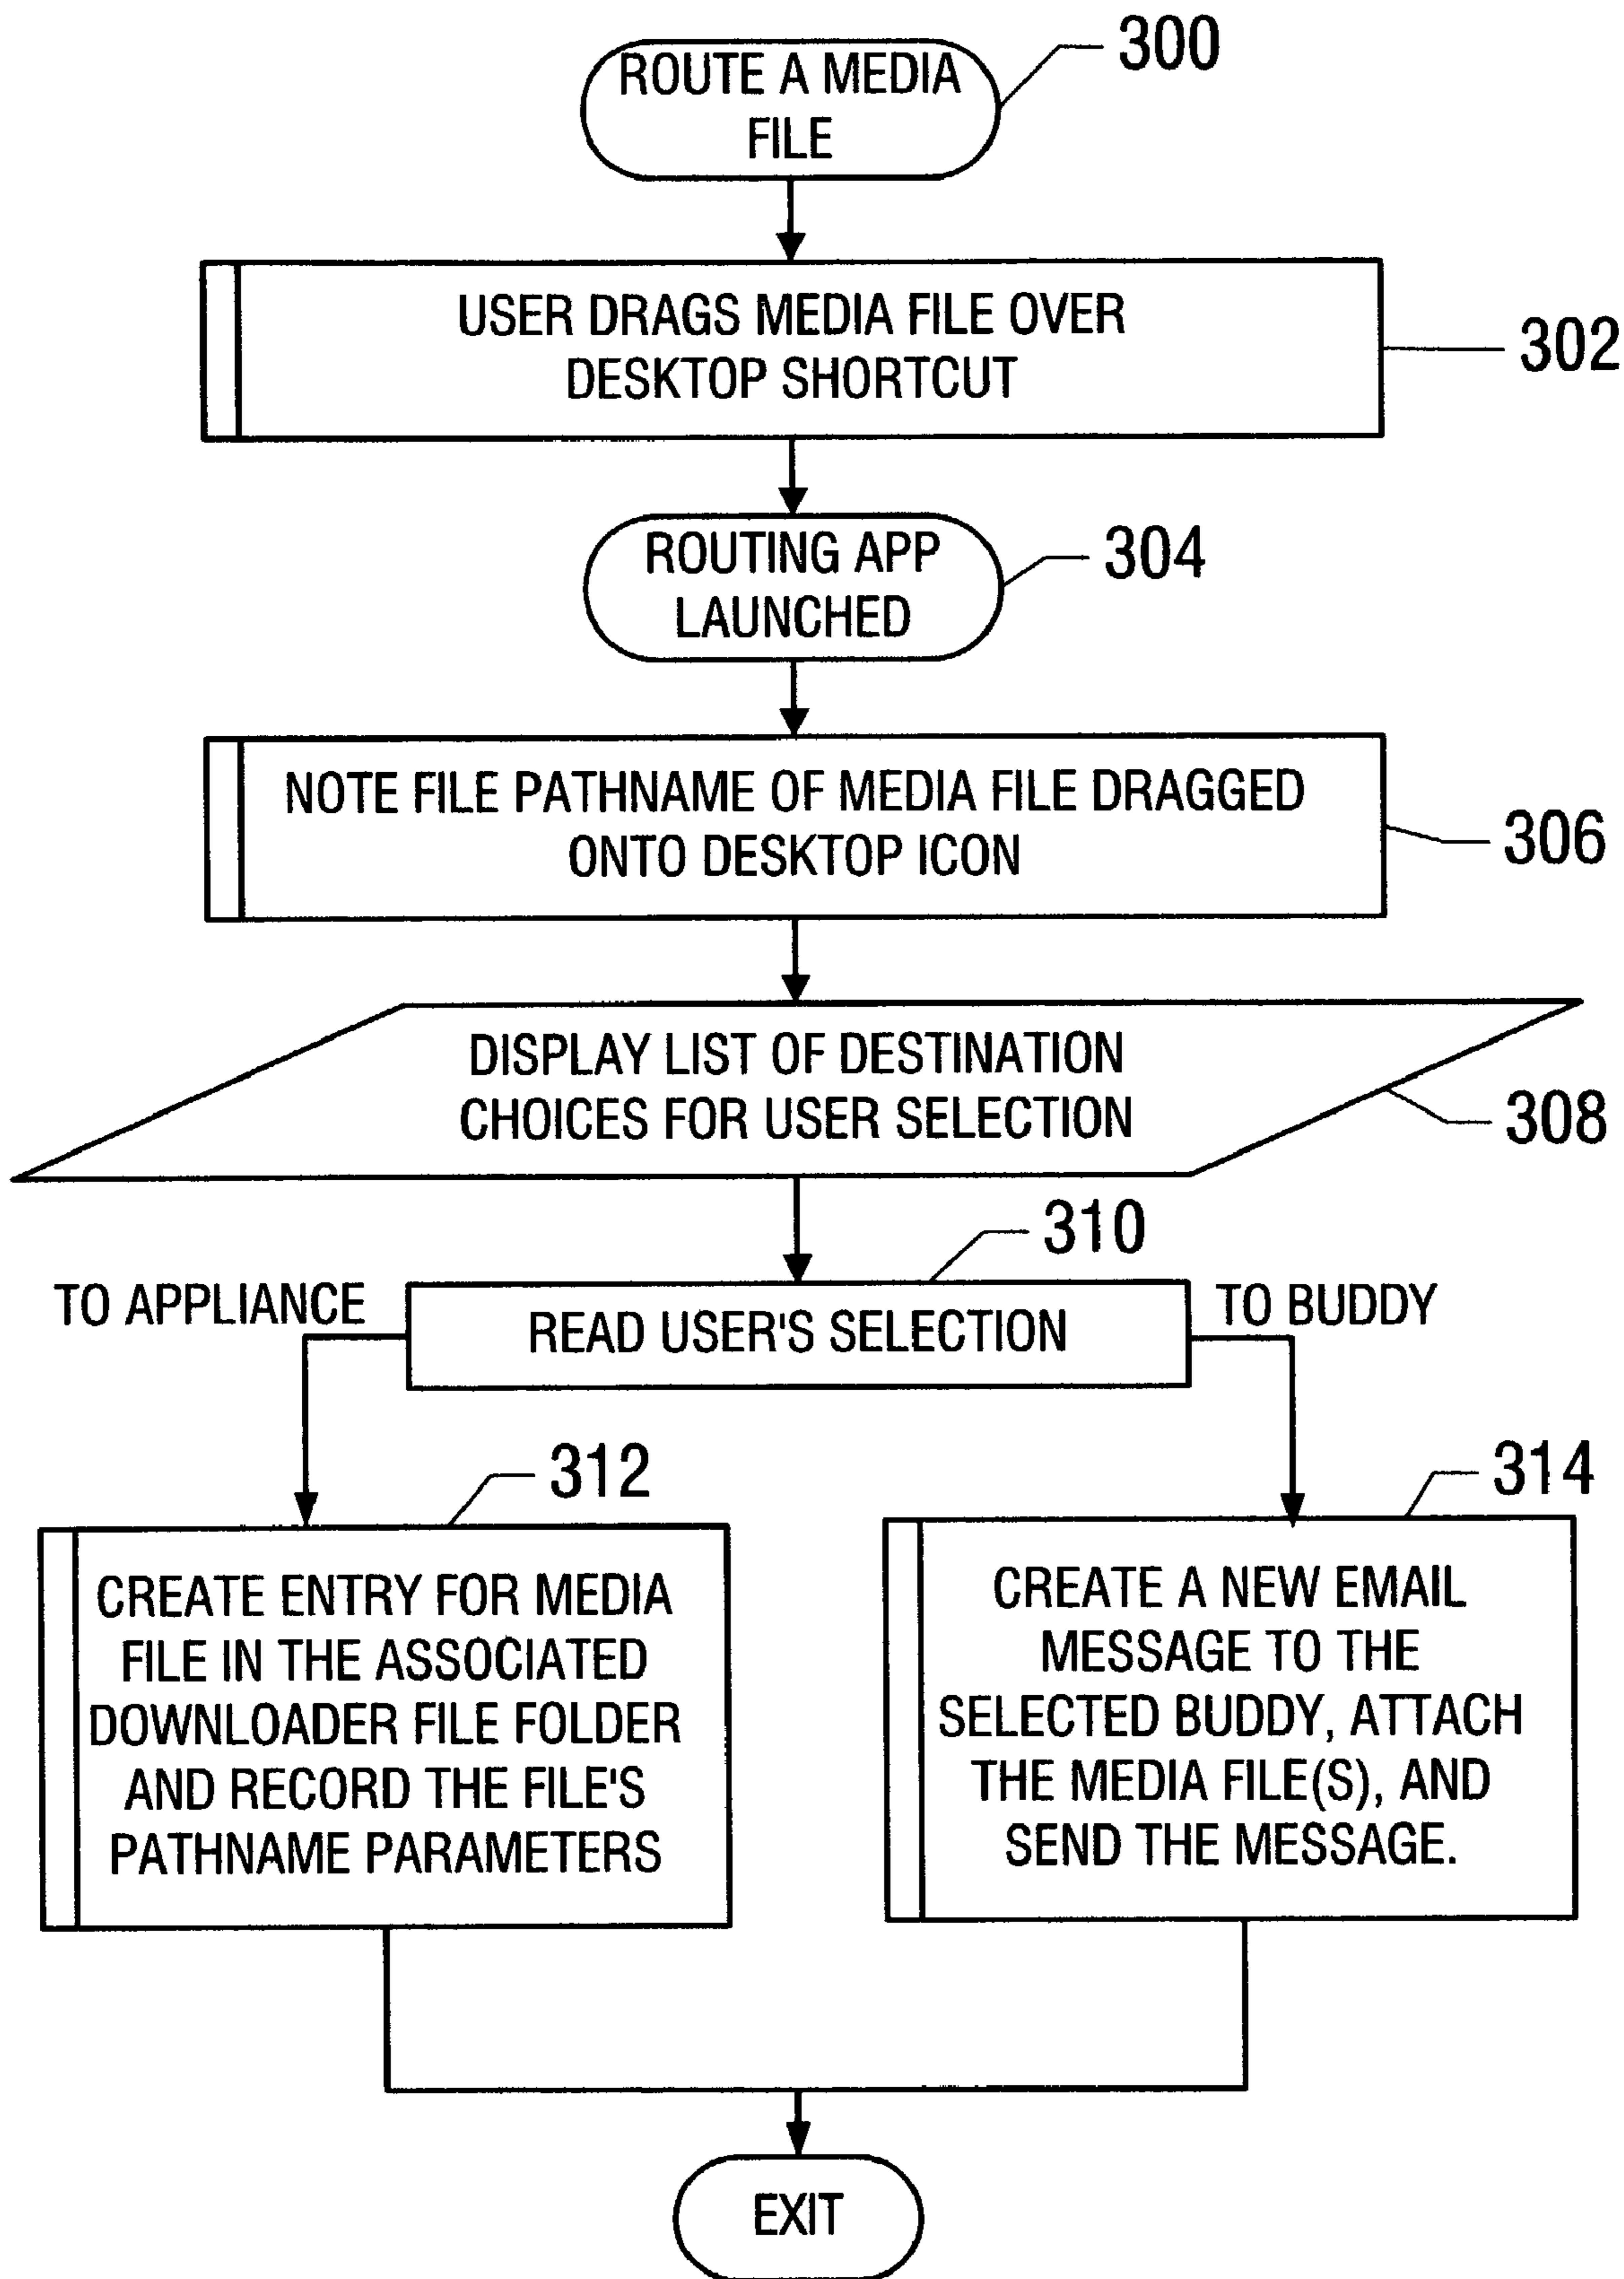 ROUTE A MEDIA
FILE
300
USER DRAGS MEDIA FILE OVER
DESKTOP SHORTCUT
302
ROUTING APP
LAUNCHED
304
NOTE FILE PATHNAME OF MEDIA FILE DRAGGED
ONTO DESKTOP ICON
306
DISPLAY LIST OF DESTINATION
CHOICES FOR USER SELECTION
308
310
TO APPLIANCE
READ USER'S SELECTION
TO BUDDY
312
CREATE ENTRY FOR MEDIA
FILE IN THE ASSOCIATED
DOWNLOADER FILE FOLDER
AND RECORD THE FILE'S
PATHNAME PARAMETERS
314
CREATE A NEW EMAIL
MESSAGE TO THE
SELECTED BUDDY, ATTACH
THE MEDIA FILE(S), AND
SEND THE MESSAGE.
EXIT